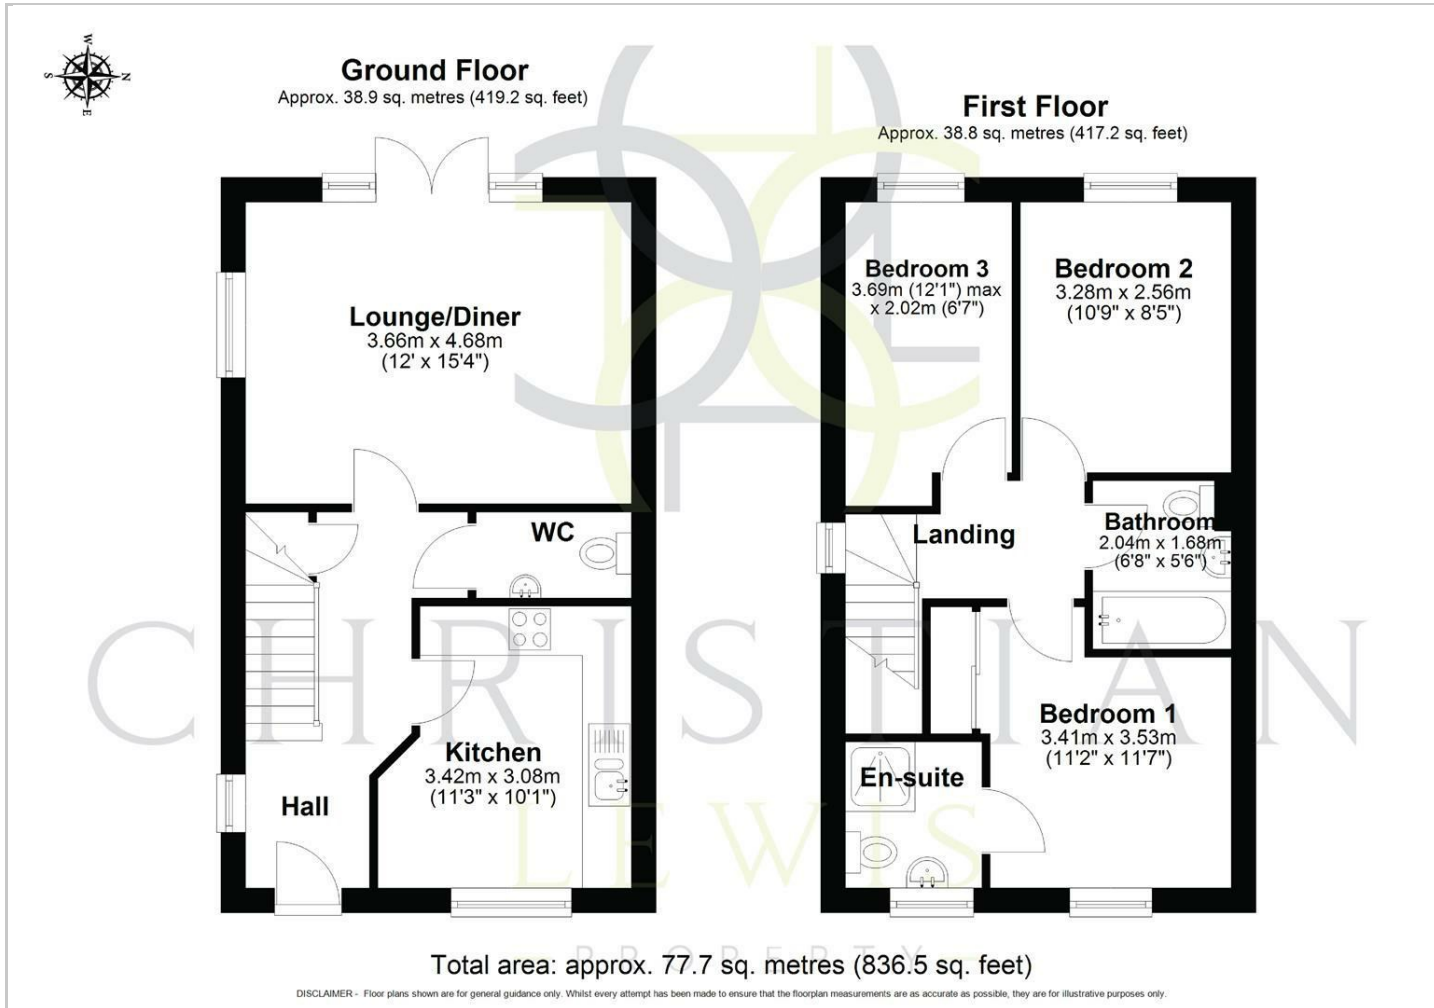 W
S
N
E
Ground Floor
Approx. 38.9 sq. metres (419.2 sq. feet)
Lounge/Diner
3.66m x 4.68m
(12' x 15'4")
WC
Kitchen
3.42m x 3.08m
(11'3" x 10'1")
Hall
First Floor
Approx. 38.8 sq. metres (417.2 sq. feet)
Bedroom 3
3.69m (12'1") max
x 2.02m (6'7")
Bedroom 2
3.28m x 2.56m
(10'9" x 8'5")
Landing
Bathroom
2.04m x 1.68m
(6'8" x 5'6")
Bedroom 1
3.41m x 3.53m
(11'2" x 11'7")
En-suite
CHRISTIAN
LEWIS
PROPERTY
Total area: approx. 77.7 sq. metres (836.5 sq. feet)
DISCLAIMER - Floor plans shown are for general guidance only. Whilst every attempt has been made to ensure that the floorplan measurements are as accurate as possible, they are for illustrative purposes only.